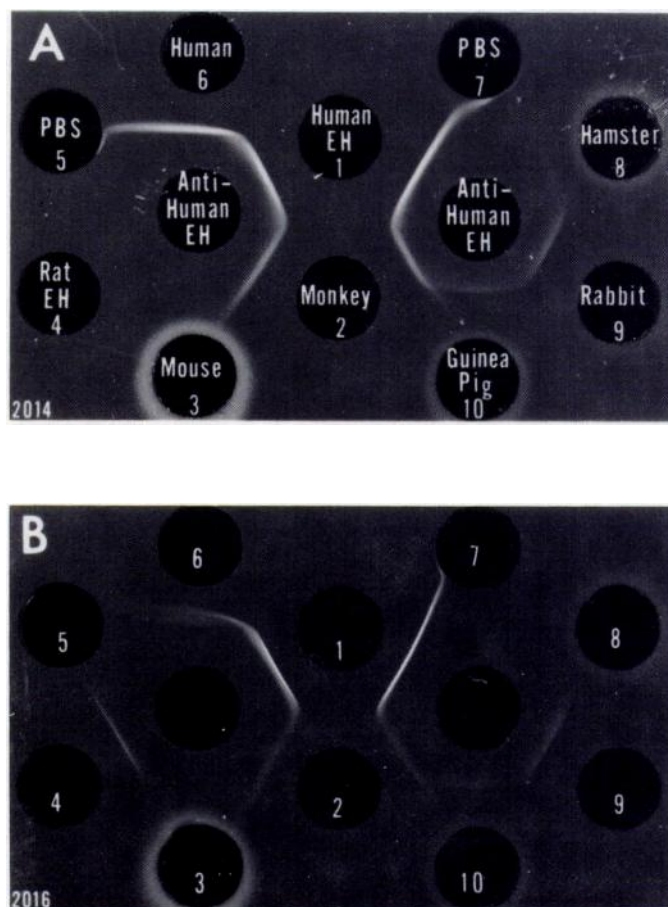 A
Human
6
PBS
7
PBS
5
Human
EH
1
Hamster
8
Anti-
Human
EH
Anti-
Human
EH
Rat
EH
4
Monkey
2
Rabbit
9
Mouse
3
Guinea
Pig
10
2014
B
6
7
5
1
8
4
2
9
3
10
2016